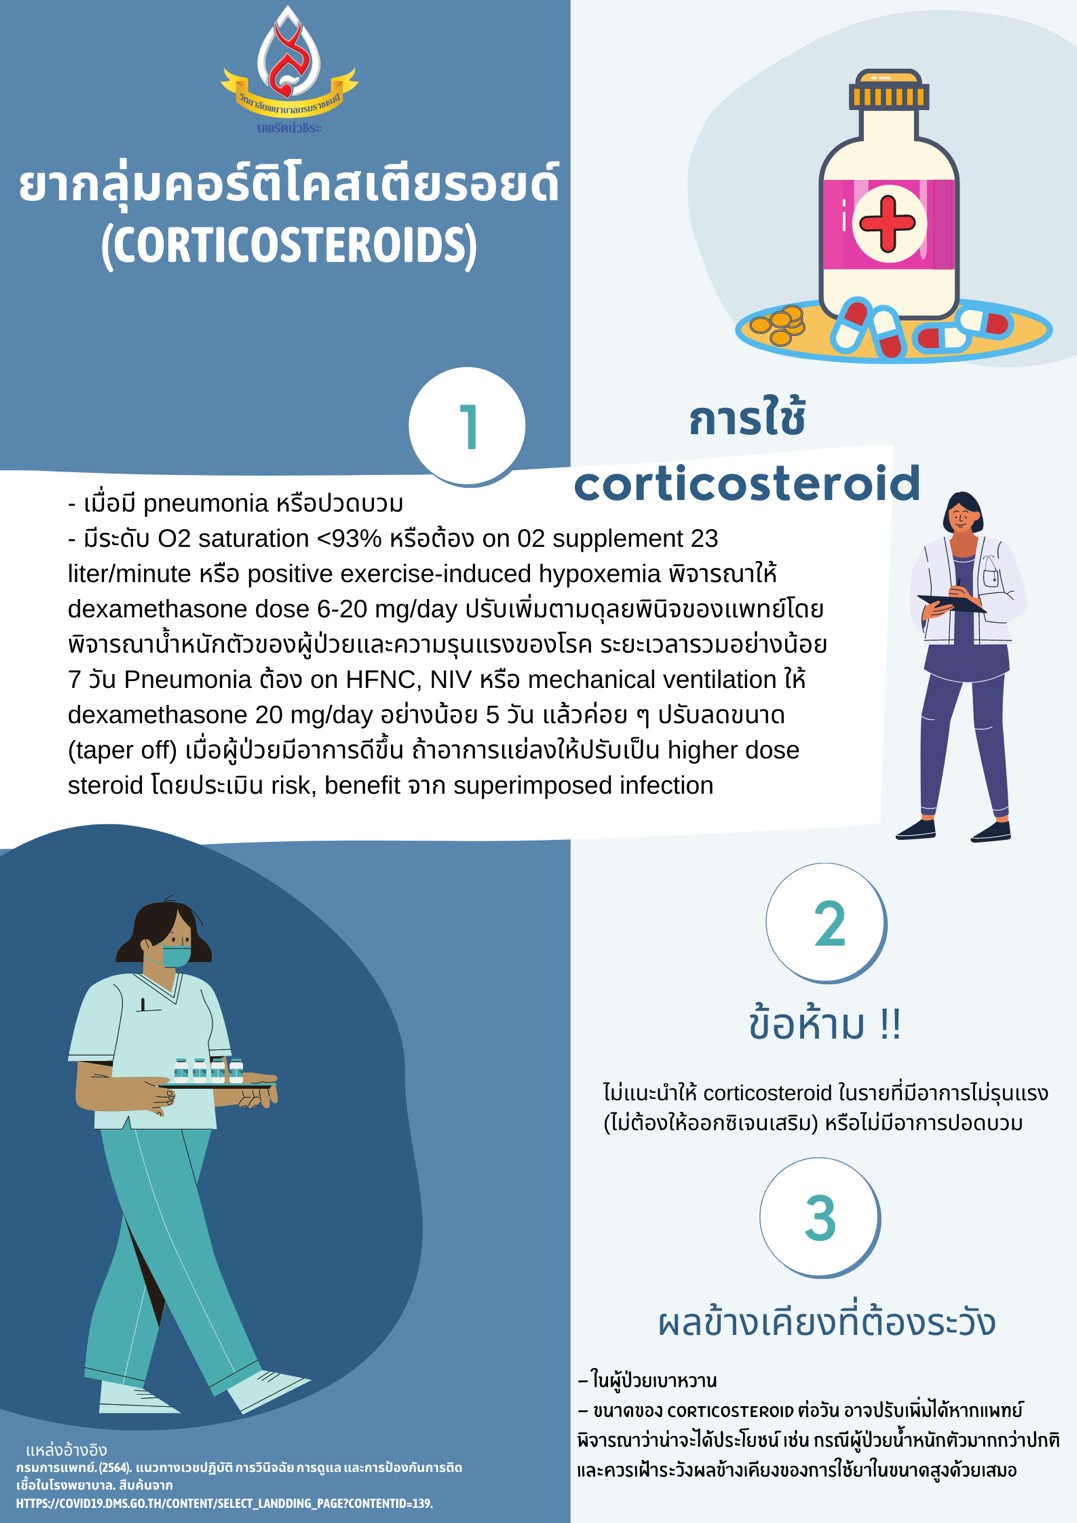 วิทยาลัยพยาบาลบรมราชชนนี
นพรัตน์วชิระ
ยากลุ่มคอร์ติโคสเตียรอยด์
(CORTICOSTEROIDS)
1
การใช้
corticosteroid
- เมื่อมี pneumonia หรือปวดบวม
- มีระดับ O2 saturation <93% หรือต้อง on 02 supplement 23
liter/minute หรือ positive exercise-induced hypoxemia พิจารณาให้
dexamethasone dose 6-20 mg/day ปรับเพิ่มตามดุลยพินิจของแพทย์โดย
พิจารณาน้ำหนักตัวของผู้ป่วยและความรุนแรงของโรค ระยะเวลารวมอย่างน้อย
7 วัน Pneumonia ต้อง on HFNC, NIV หรือ mechanical ventilation ให้
dexamethasone 20 mg/day อย่างน้อย 5 วัน แล้วค่อย ๆ ปรับลดขนาด
(taper off) เมื่อผู้ป่วยมีอาการดีขึ้น ถ้าอาการแย่ลงให้ปรับเป็น higher dose
steroid โดยประเมิน risk, benefit จาก superimposed infection
2
ข้อห้าม !!
ไม่แนะนำให้ corticosteroid ในรายที่มีอาการไม่รุนแรง
(ไม่ต้องให้ออกซิเจนเสริม) หรือไม่มีอาการปอดบวม
3
ผลข้างเคียงที่ต้องระวัง
- ในผู้ป่วยเบาหวาน
- ขนาดของ CORTICOSTEROID ต่อวัน อาจปรับเพิ่มได้หากแพทย์
พิจารณาว่าน่าจะได้ประโยชน์ เช่น กรณีผู้ป่วยน้ำหนักตัวมากกว่าปกติ
และควรเฝ้าระวังผลข้างเคียงของการใช้ยาในขนาดสูงด้วยเสมอ
แหล่งอ้างอิง
กรมการแพทย์. (2564). แนวทางเวชปฏิบัติ การวินิจฉัย การดูแล และการป้องกันการติด
เชื้อในโรงพยาบาล. สืบค้นจาก
HTTPS://COVID19.DMS.GO.TH/CONTENT/SELECT_LANDDING_PAGE?CONTENTID=139.